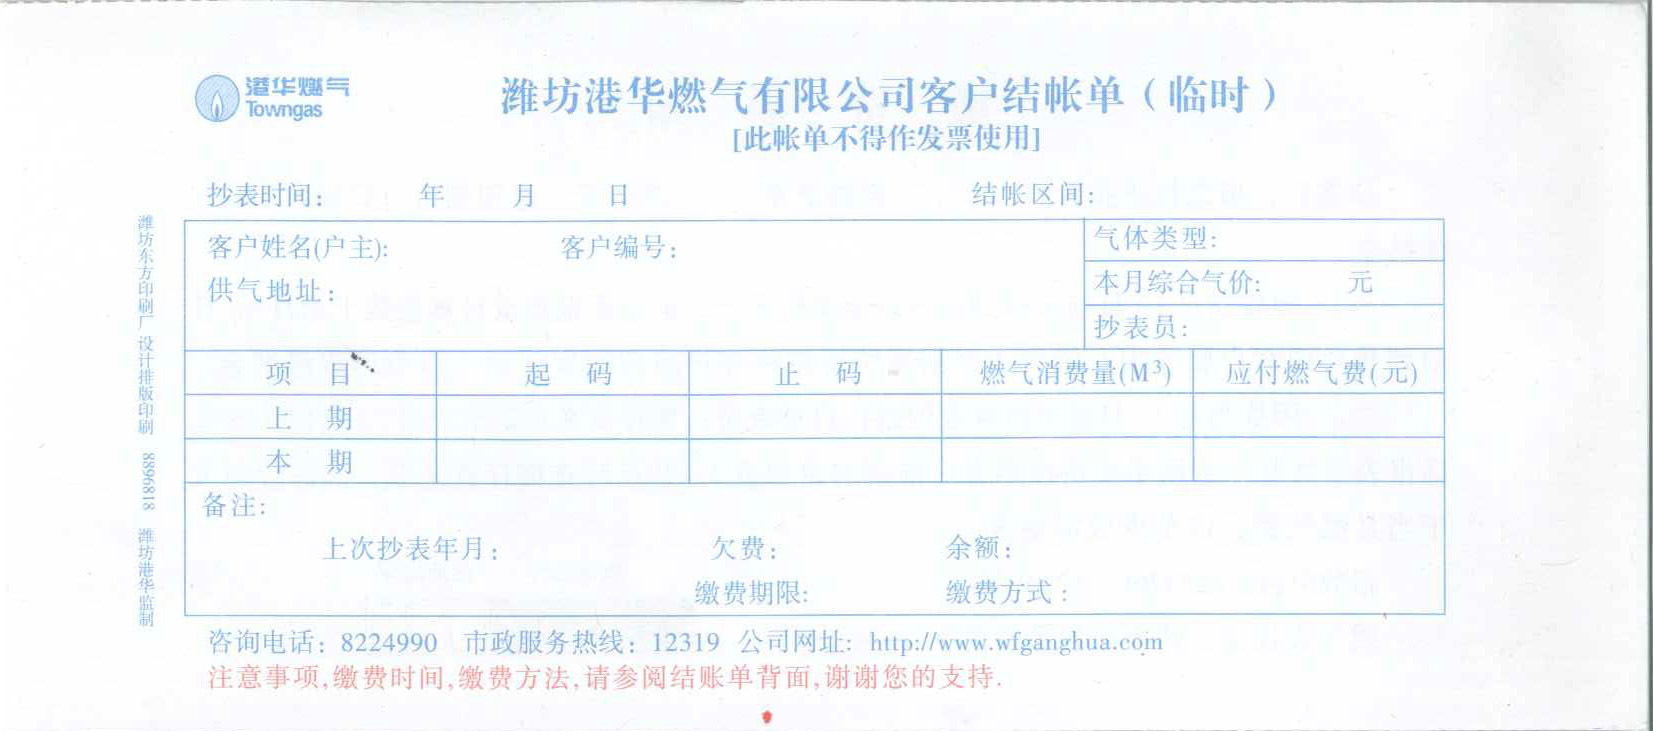 港华燃气
Towngas
潍坊港华燃气有限公司客户结帐单（临时）
[此帐单不得作发票使用]
抄表时间： 年 月 日 结帐区间:
客户姓名(户主): 客户编号： 气体类型:
供气地址： 本月综合气价: 元
抄表员:
项 目 起 码 止 码 燃气消费量(M³) 应付燃气费(元)
上 期
本 期
备注:
上次抄表年月： 欠费： 余额：
缴费期限: 缴费方式：
咨询电话：8224990 市政服务热线：12319 公司网址: http://www.wfganghua.com
注意事项,缴费时间,缴费方法,请参阅结账单背面,谢谢您的支持.
潍坊东方印刷厂 设计排版印刷 8896818 潍坊港华监制